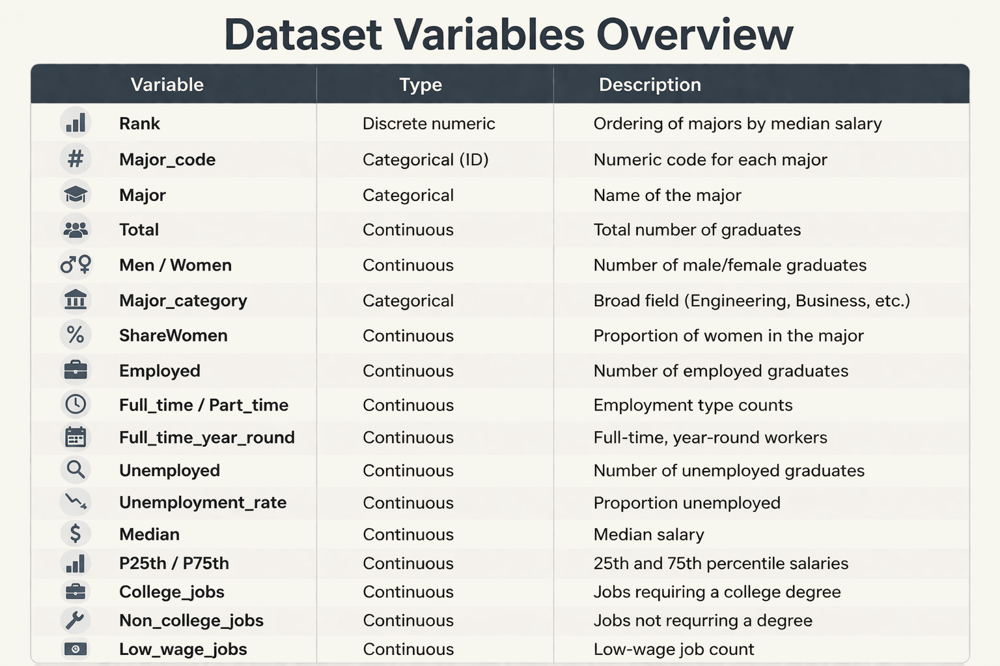 Dataset Variables Overview
Variable Type Description
Rank Discrete numeric Ordering of majors by median salary
# Major_code Categorical (ID) Numeric code for each major
Major Categorical Name of the major
Total Continuous Total number of graduates
♂♀ Men / Women Continuous Number of male/female graduates
Major_category Categorical Broad field (Engineering, Business, etc.)
% ShareWomen Continuous Proportion of women in the major
Employed Continuous Number of employed graduates
Full_time / Part_time Continuous Employment type counts
Full_time_year_round Continuous Full-time, year-round workers
Unemployed Continuous Number of unemployed graduates
Unemployment_rate Continuous Proportion unemployed
$ Median Continuous Median salary
P25th / P75th Continuous 25th and 75th percentile salaries
College_jobs Continuous Jobs requiring a college degree
Non_college_jobs Continuous Jobs not requrring a degree
Low_wage_jobs Continuous Low-wage job count